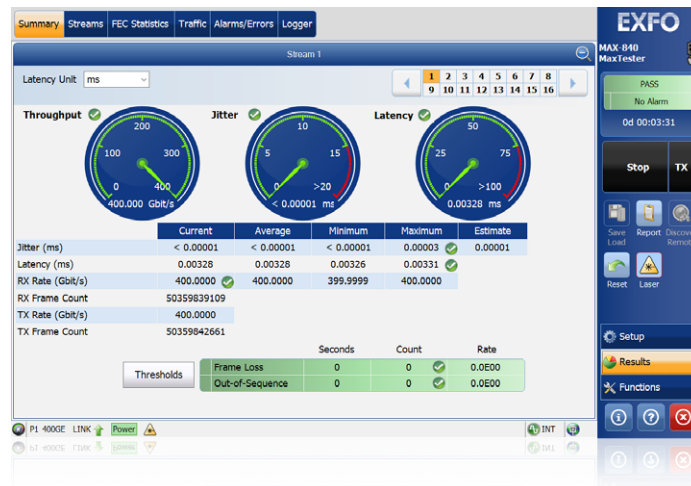 Summary Streams FEC Statistics Traffic Alarms/Errors Logger
Stream 1
Latency Unit ms
1 2 3 4 5 6 7 8
9 10 11 12 13 14 15 16
Throughput
0 100 200 300 400
400.000 Gbit/s
Jitter
0 5 10 15 >20
< 0.00001 ms
Latency
0 25 50 75 >100
0.00328 ms
Current Average Minimum Maximum Estimate
Jitter (ms) < 0.00001 < 0.00001 < 0.00001 0.00003 0.00001
Latency (ms) 0.00328 0.00328 0.00326 0.00331
RX Rate (Gbit/s) 400.0000 400.0000 399.9999 400.0000
RX Frame Count 50359839109
TX Rate (Gbit/s) 400.0000
TX Frame Count 50359842661
Seconds Count Rate
Thresholds
Frame Loss 0 0 0.0E00
Out-of-Sequence 0 0 0.0E00
P1 400GE LINK Power
INT
EXFO
MAX-840
MaxTester
PASS
No Alarm
0d 00:03:31
Stop TX
Save
Load
Report
Reset Laser
Setup
Results
Functions